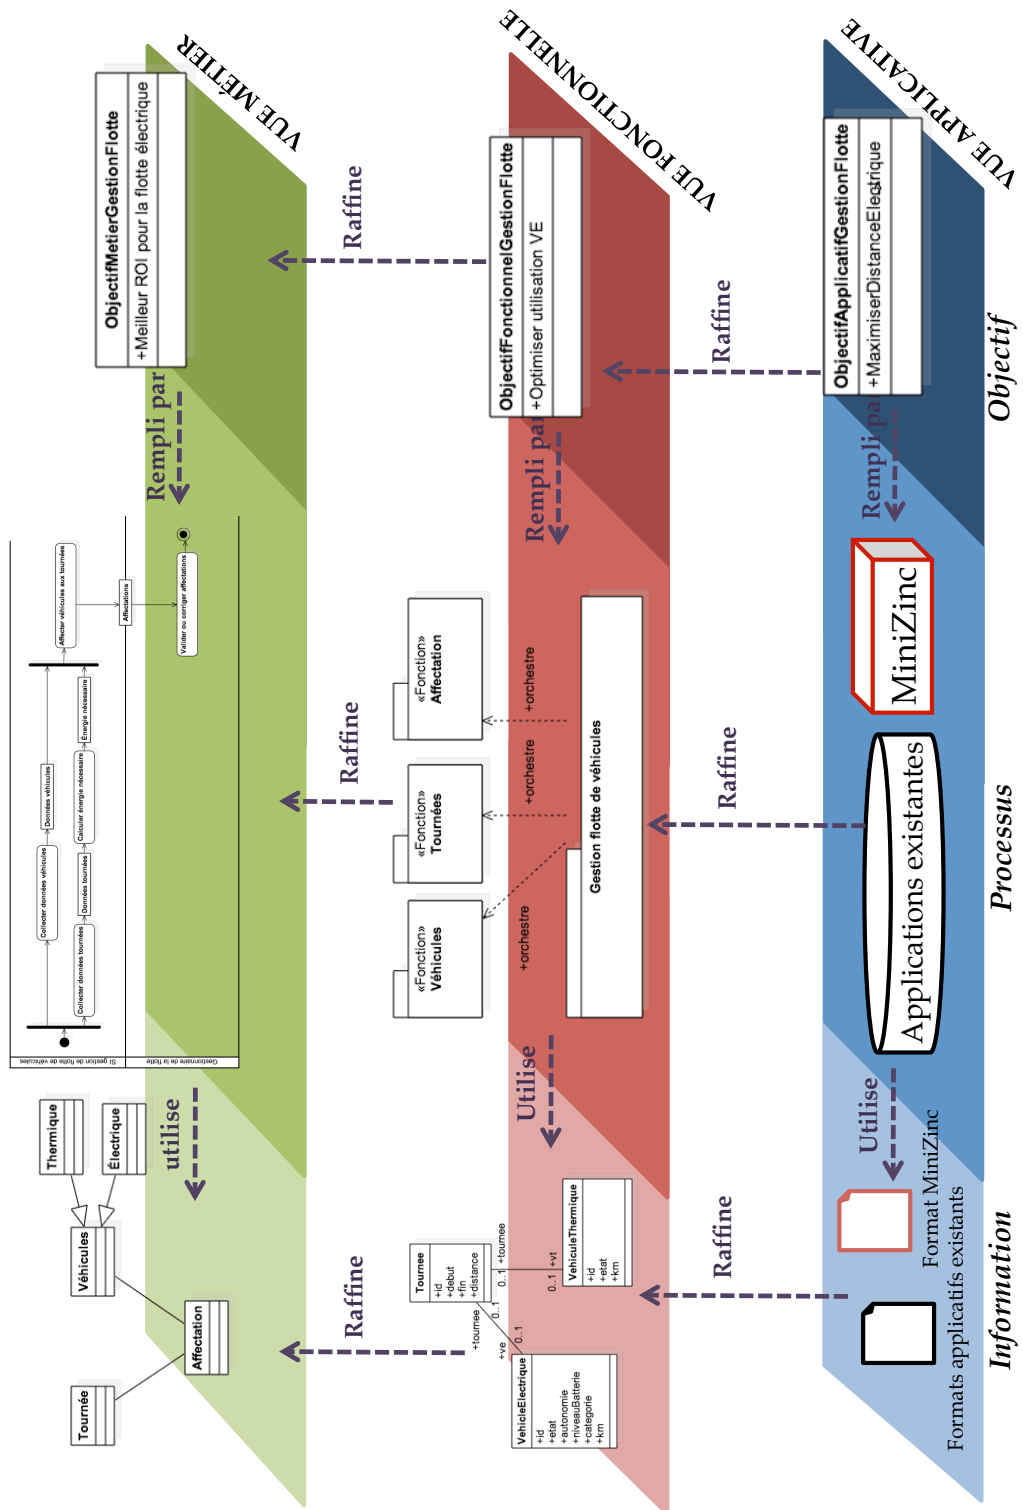 VUE MÉTIER
Tournée
Véhicules
Thermique
Électrique
Affectation
utilise
SI gestion de flotte de véhicules
Gestionnaire de la flotte
Collecter données véhicules
Données véhicules
Collecter données tournées
Données tournées
Calculer énergie nécessaire
Énergie nécessaire
Affecter véhicules aux tournées
Affectations
Valider ou corriger affectations
Rempli par
ObjectifMetierGestionFlotte
+Meilleur ROI pour la flotte électrique
Raffine
Raffine
Raffine
VUE FONCTIONNELLE
Tournee
+id
+debut
+fin
+distance
+tournee
0..1
+ve
0..1
0..1
+tournee
0..1
+vt
VehicleElectrique
+id
+etat
+autonomie
+niveauBatterie
+categorie
+km
VehiculeThermique
+id
+etat
+km
Utilise
«Fonction»
Véhicules
«Fonction»
Tournées
«Fonction»
Affectation
+orchestre
+orchestre
+orchestre
Gestion flotte de véhicules
Rempli par
ObjectifFonctionnelGestionFlotte
+Optimiser utilisation VE
Raffine
Raffine
Raffine
VUE APPLICATIVE
Format MiniZinc
Formats applicatifs existants
Utilise
Applications existantes
MiniZinc
Rempli par
ObjectifApplicatifGestionFlotte
+MaximiserDistanceElectrique
Information
Processus
Objectif